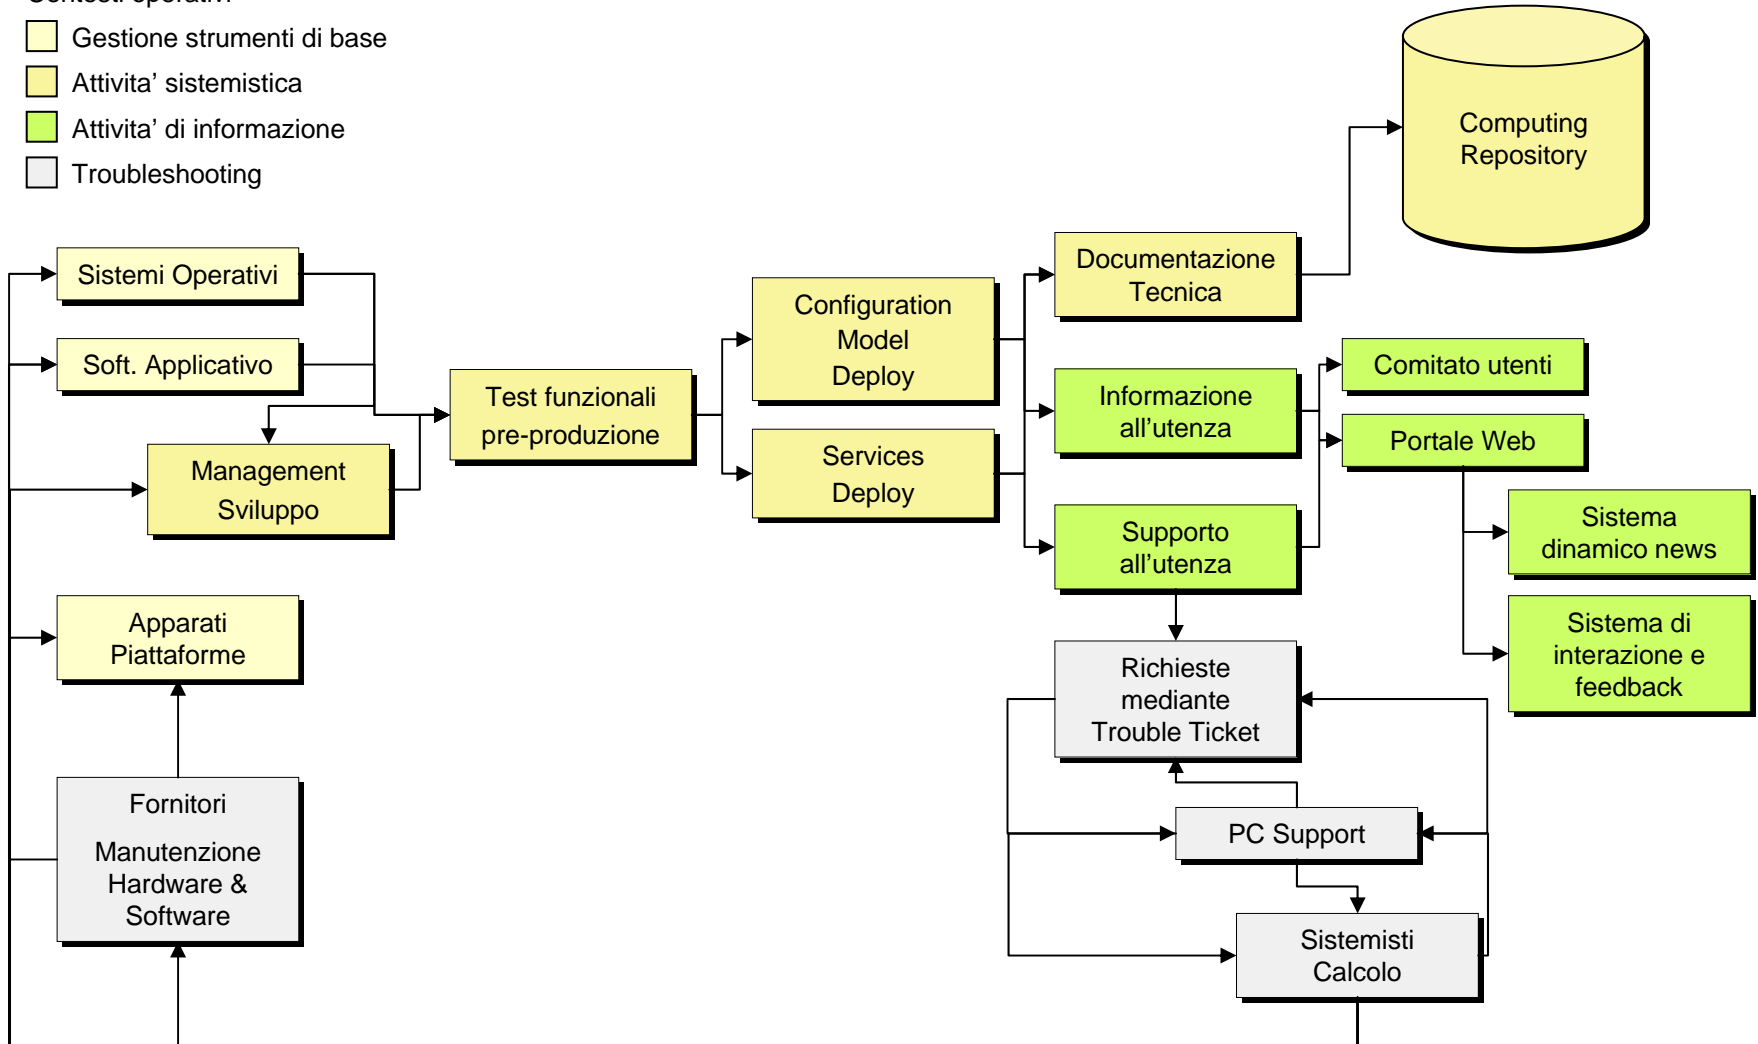 Contesti operativi
Gestione strumenti di base
Attivita’ sistemistica
Attivita’ di informazione
Troubleshooting
Computing
Repository
Sistemi Operativi
Soft. Applicativo
Management
Sviluppo
Test funzionali
pre-produzione
Configuration
Model
Deploy
Services
Deploy
Documentazione
Tecnica
Informazione
all’utenza
Supporto
all’utenza
Comitato utenti
Portale Web
Sistema
dinamico news
Sistema di
interazione e
feedback
Apparati
Piattaforme
Fornitori
Manutenzione
Hardware &
Software
Richieste
mediante
Trouble Ticket
PC Support
Sistemisti
Calcolo